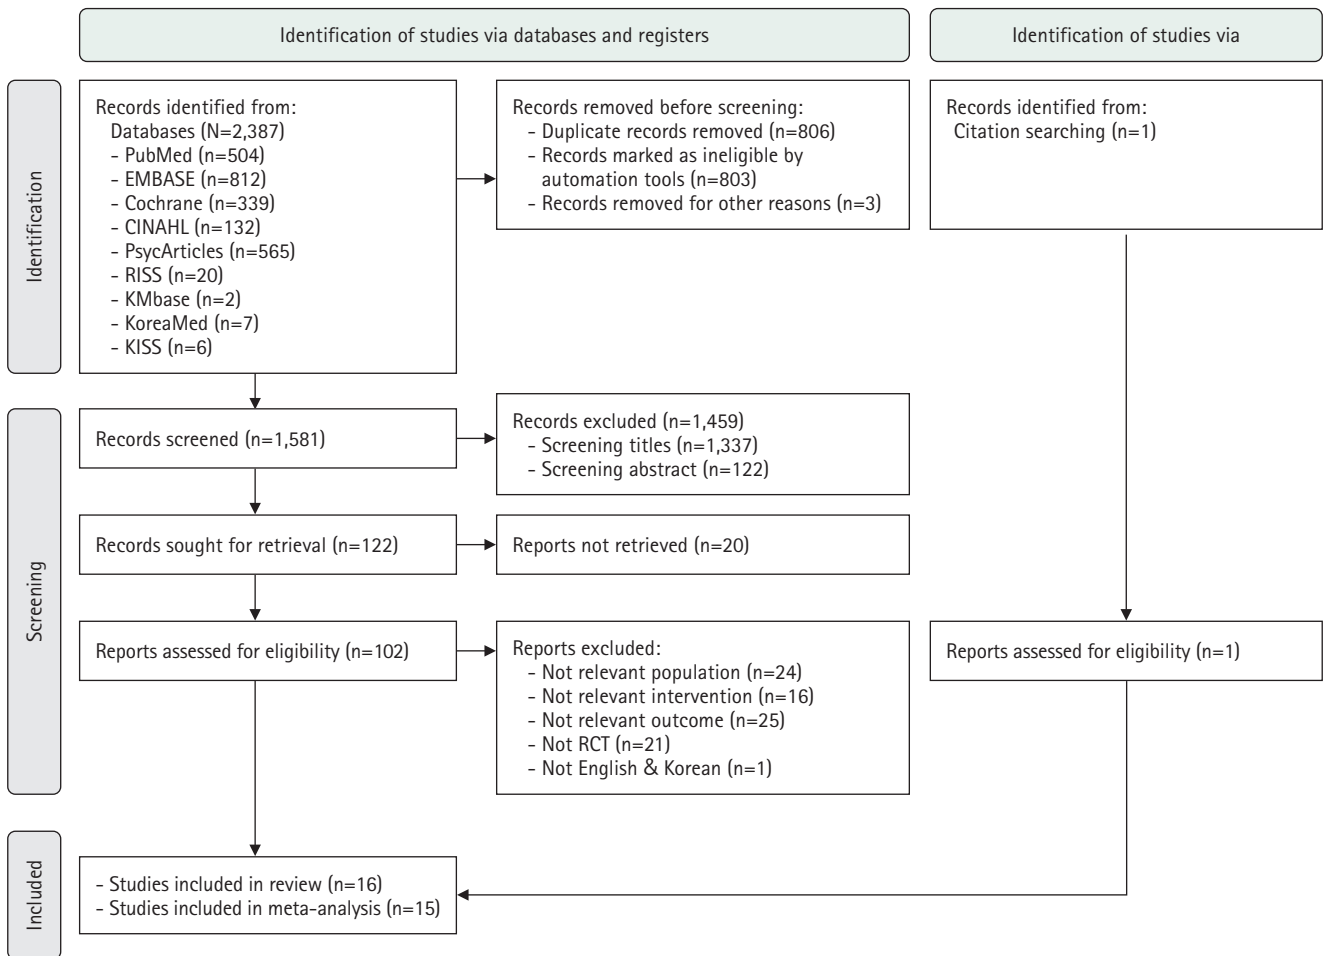 Identification of studies via databases and registers
Identification of studies via
Identification
Records identified from:
Databases (N=2,387)
- PubMed (n=504)
- EMBASE (n=812)
- Cochrane (n=339)
- CINAHL (n=132)
- PsycArticles (n=565)
- RISS (n=20)
- KMbase (n=2)
- KoreaMed (n=7)
- KISS (n=6)
Records removed before screening:
- Duplicate records removed (n=806)
- Records marked as ineligible by
automation tools (n=803)
- Records removed for other reasons (n=3)
Records identified from:
Citation searching (n=1)
Screening
Records screened (n=1,581)
Records excluded (n=1,459)
- Screening titles (n=1,337)
- Screening abstract (n=122)
Records sought for retrieval (n=122)
Reports not retrieved (n=20)
Reports assessed for eligibility (n=102)
Reports excluded:
- Not relevant population (n=24)
- Not relevant intervention (n=16)
- Not relevant outcome (n=25)
- Not RCT (n=21)
- Not English & Korean (n=1)
Reports assessed for eligibility (n=1)
Included
- Studies included in review (n=16)
- Studies included in meta-analysis (n=15)